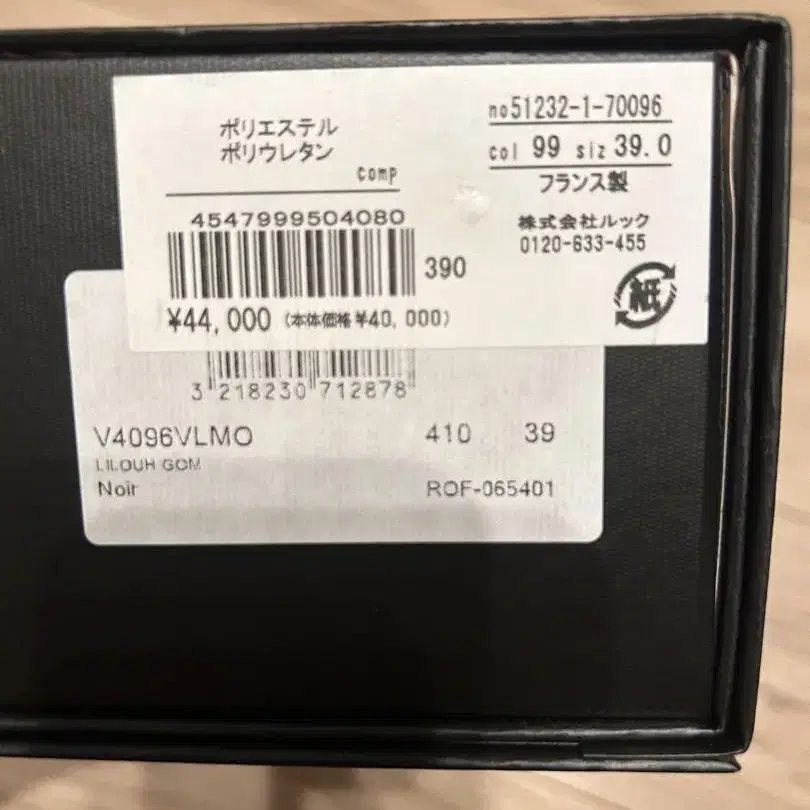 ポリエステル
ポリウレタン
Comp
no51232-1-70096
col 99 siz 39.0
フランス製
株式会社ルック
0120-633-455
紙
4547999504080
390
¥44,000 (本体価格¥40,000)
3 218230 712878
V4096VLMO 410 39
LILOUH GOM
Noir ROF-065401